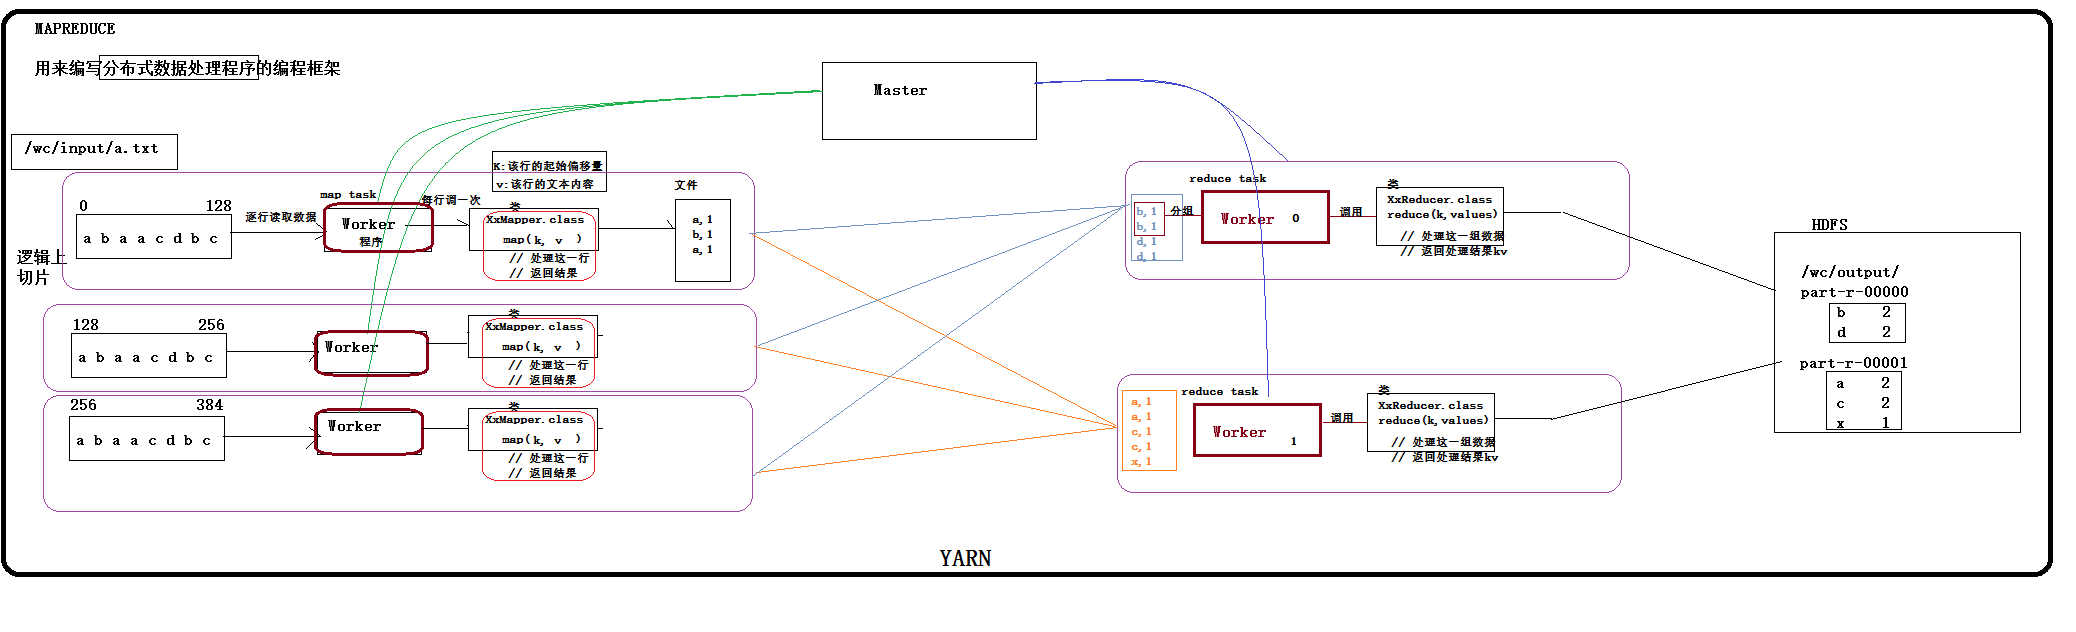 MAPREDUCE
用来编写分布式数据处理程序的编程框架
Master
/wc/input/a.txt
K:该行的起始偏移量
v:该行的文本内容
0 128
a b a a c d b c
逐行读取数据
map task
Worker
程序
每行调一次
类
XxMapper.class
map(k, v )
// 处理这一行
// 返回结果
文件
a,1
b,1
a,1
逻辑上
切片
128 256
a b a a c d b c
Worker
类
XxMapper.class
map(k, v )
// 处理这一行
// 返回结果
256 384
a b a a c d b c
Worker
类
XxMapper.class
map(k, v )
// 处理这一行
// 返回结果
b,1
b,1
d,1
d,1
分组
reduce task
Worker 0
调用
类
XxReducer.class
reduce(k,values)
// 处理这一组数据
// 返回处理结果kv
a,1
a,1
c,1
c,1
x,1
reduce task
Worker 1
调用
类
XxReducer.class
reduce(k,values)
// 处理这一组数据
// 返回处理结果kv
HDFS
/wc/output/
part-r-00000
b 2
d 2
part-r-00001
a 2
c 2
x 1
YARN